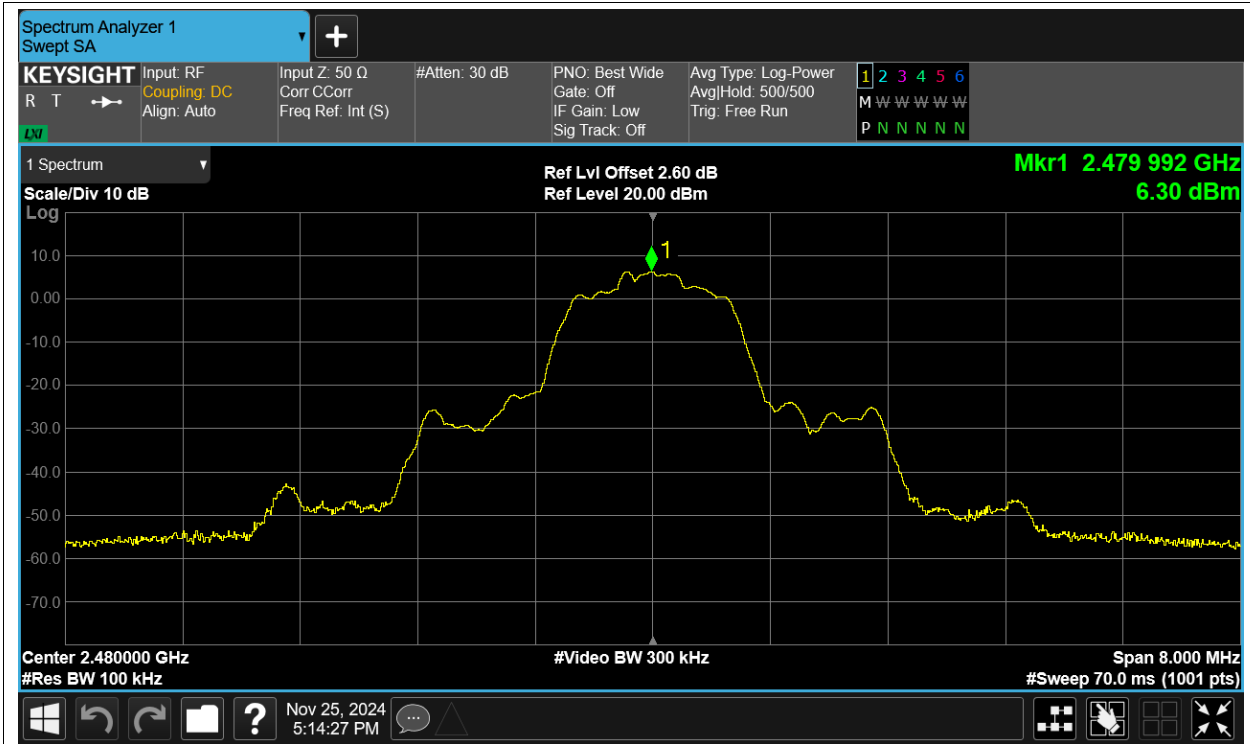 Spectrum Analyzer 1
Swept SA
KEYSIGHT
R T
LXI
Input: RF
Coupling: DC
Align: Auto
Input Z: 50 Ω
Corr CCorr
Freq Ref: Int (S)
#Atten: 30 dB
PNO: Best Wide
Gate: Off
IF Gain: Low
Sig Track: Off
Avg Type: Log-Power
Avg|Hold: 500/500
Trig: Free Run
1 2 3 4 5 6
M W W W W W
P N N N N N
1 Spectrum
Scale/Div 10 dB
Log
Ref Lvl Offset 2.60 dB
Ref Level 20.00 dBm
Mkr1 2.479 992 GHz
6.30 dBm
1
10.0
0.00
-10.0
-20.0
-30.0
-40.0
-50.0
-60.0
-70.0
Center 2.480000 GHz
#Video BW 300 kHz
Span 8.000 MHz
#Res BW 100 kHz
#Sweep 70.0 ms (1001 pts)
?
Nov 25, 2024
5:14:27 PM